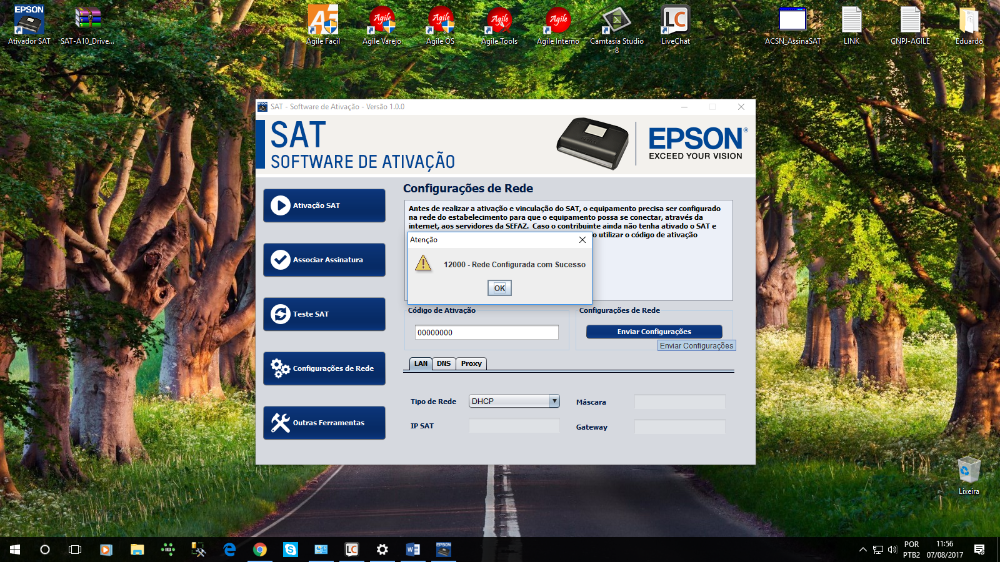 EPSON
Ativador SAT
SAT-A10_Drive...
Agile Facil
Agile
Agile Varejo
Agile
Agile OS
Agile
Agile Tools
Agile
Agile Interno
Camtasia Studio
8
LC
LiveChat
ACSN_AssinaSAT
LINK
CNPJ-AGILE
Eduardo
SAT - Software de Ativação - Versão 1.0.0
SAT
SOFTWARE DE ATIVAÇÃO
EPSON®
EXCEED YOUR VISION
Ativação SAT
Associar Assinatura
Teste SAT
Configurações de Rede
Outras Ferramentas
Configurações de Rede
Antes de realizar a ativação e vinculação do SAT, o equipamento precisa ser configurado
na rede do estabelecimento para que o equipamento possa se conectar, através da
internet, aos servidores da SEFAZ. Caso o contribuinte ainda não tenha ativado o SAT e
o utilizar o código de ativação
Atenção
12000 - Rede Configurada com Sucesso
OK
Código de Ativação
00000000
Configurações de Rede
Enviar Configurações
Enviar Configurações
LAN
DNS
Proxy
Tipo de Rede
DHCP
Máscara
IP SAT
Gateway
Lixeira
LC
POR
PTB2
11:56
07/08/2017